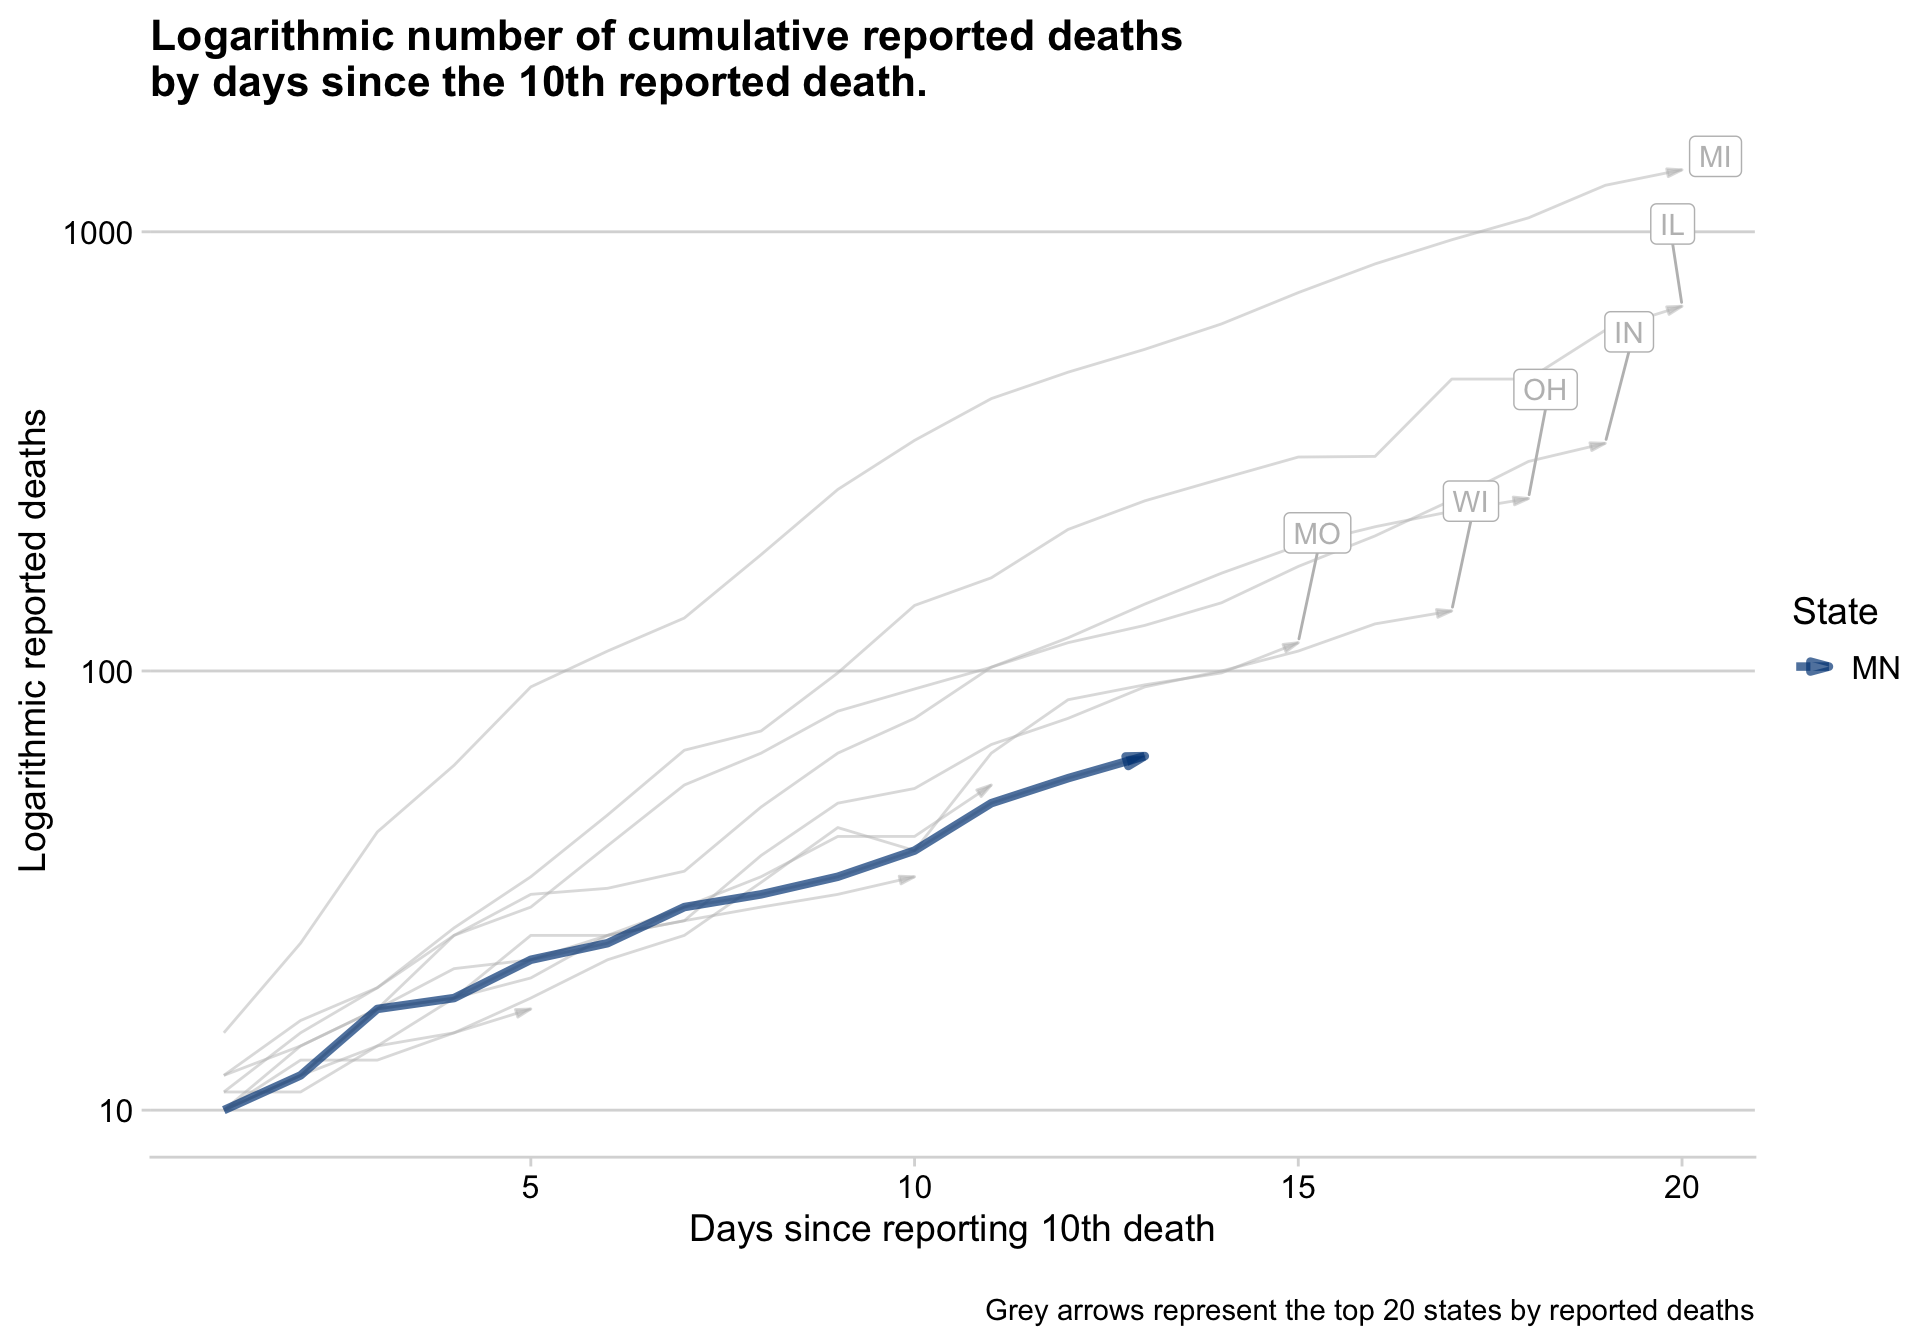 Logarithmic number of cumulative reported deaths
by days since the 10th reported death.
MI
1000
IL
IN
OH
WI
MO
100
10
Logarithmic reported deaths
State
MN
5 10 15 20
Days since reporting 10th death
Grey arrows represent the top 20 states by reported deaths